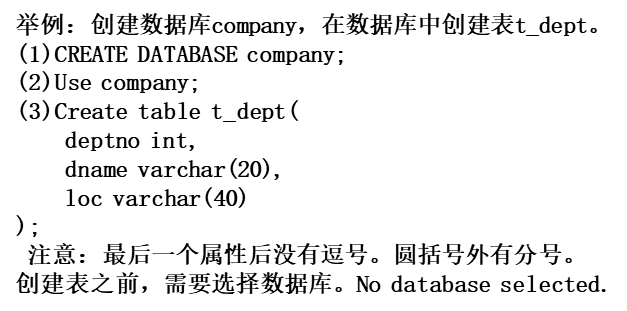 举例：创建数据库company，在数据库中创建表t_dept。
(1)CREATE DATABASE company;
(2)Use company;
(3)Create table t_dept(
deptno int,
dname varchar(20),
loc varchar(40)
);
注意：最后一个属性后没有逗号。圆括号外有分号。
创建表之前，需要选择数据库。No database selected.